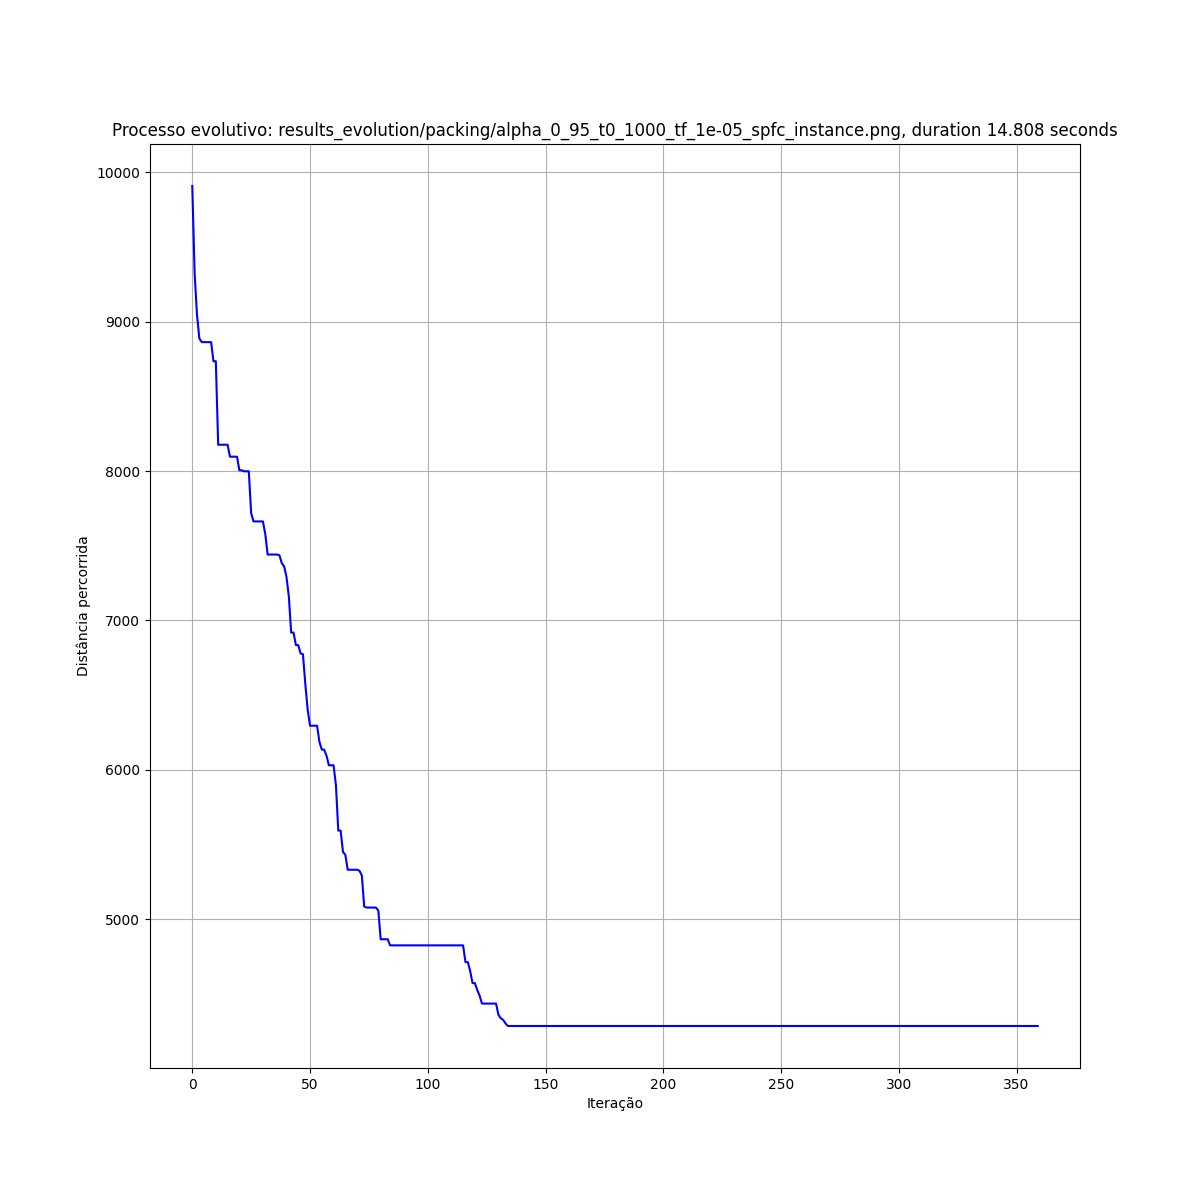 Processo evolutivo: results_evolution/packing/alpha_0_95_t0_1000_tf_1e-05_spfc_instance.png, duration 14.808 seconds
10000
9000
8000
7000
6000
5000
Distância percorrida
0 50 100 150 200 250 300 350
Iteração